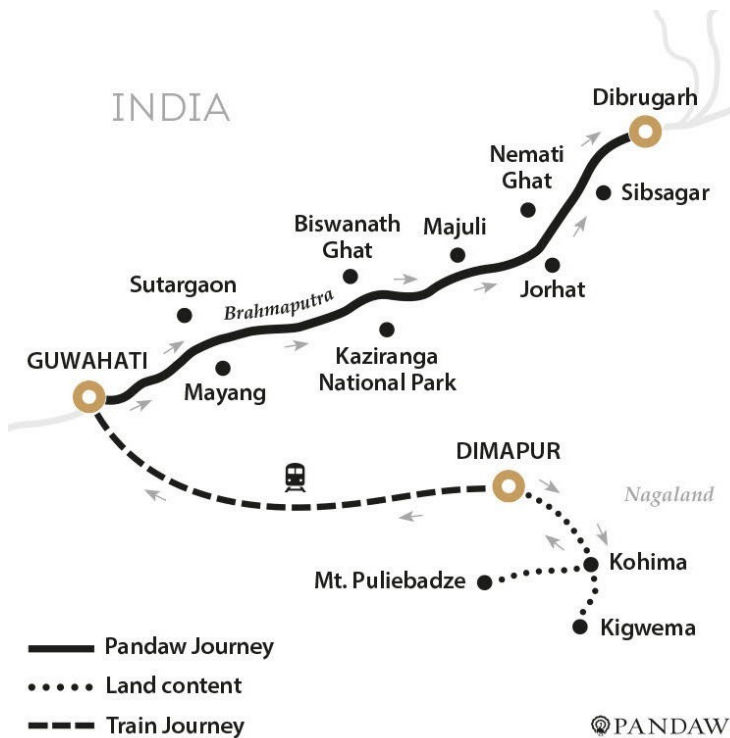 INDIA
Dibrugarh
Nemati
Ghat
Sibsagar
Biswanath
Ghat
Majuli
Jorhat
Sutargaon
Brahmaputra
Kaziranga
National Park
GUWAHATI
Mayang
DIMAPUR
Nagaland
Kohima
Mt. Puliebadze
Kigwema
Pandaw Journey
Land content
Train Journey
PANDAW